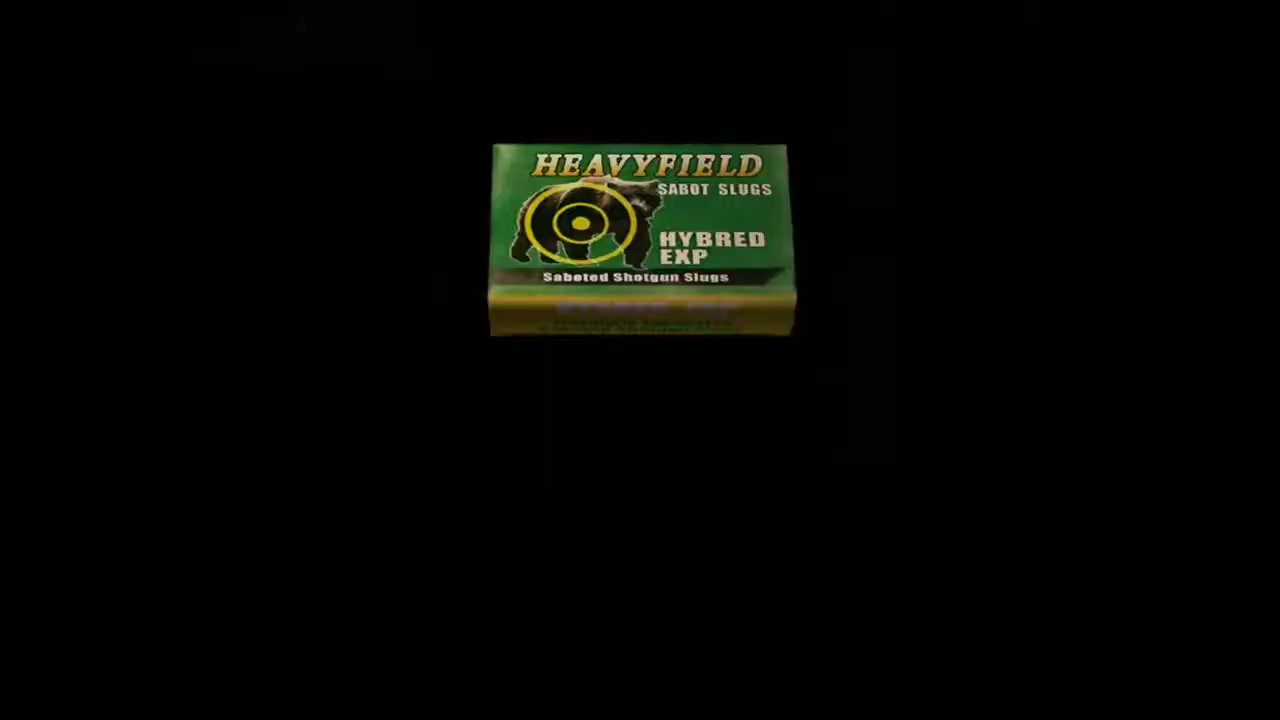 HEAVYFIELD
SABOT SLUGS
HYBRED
EXP
Saboted Shotgun Slugs